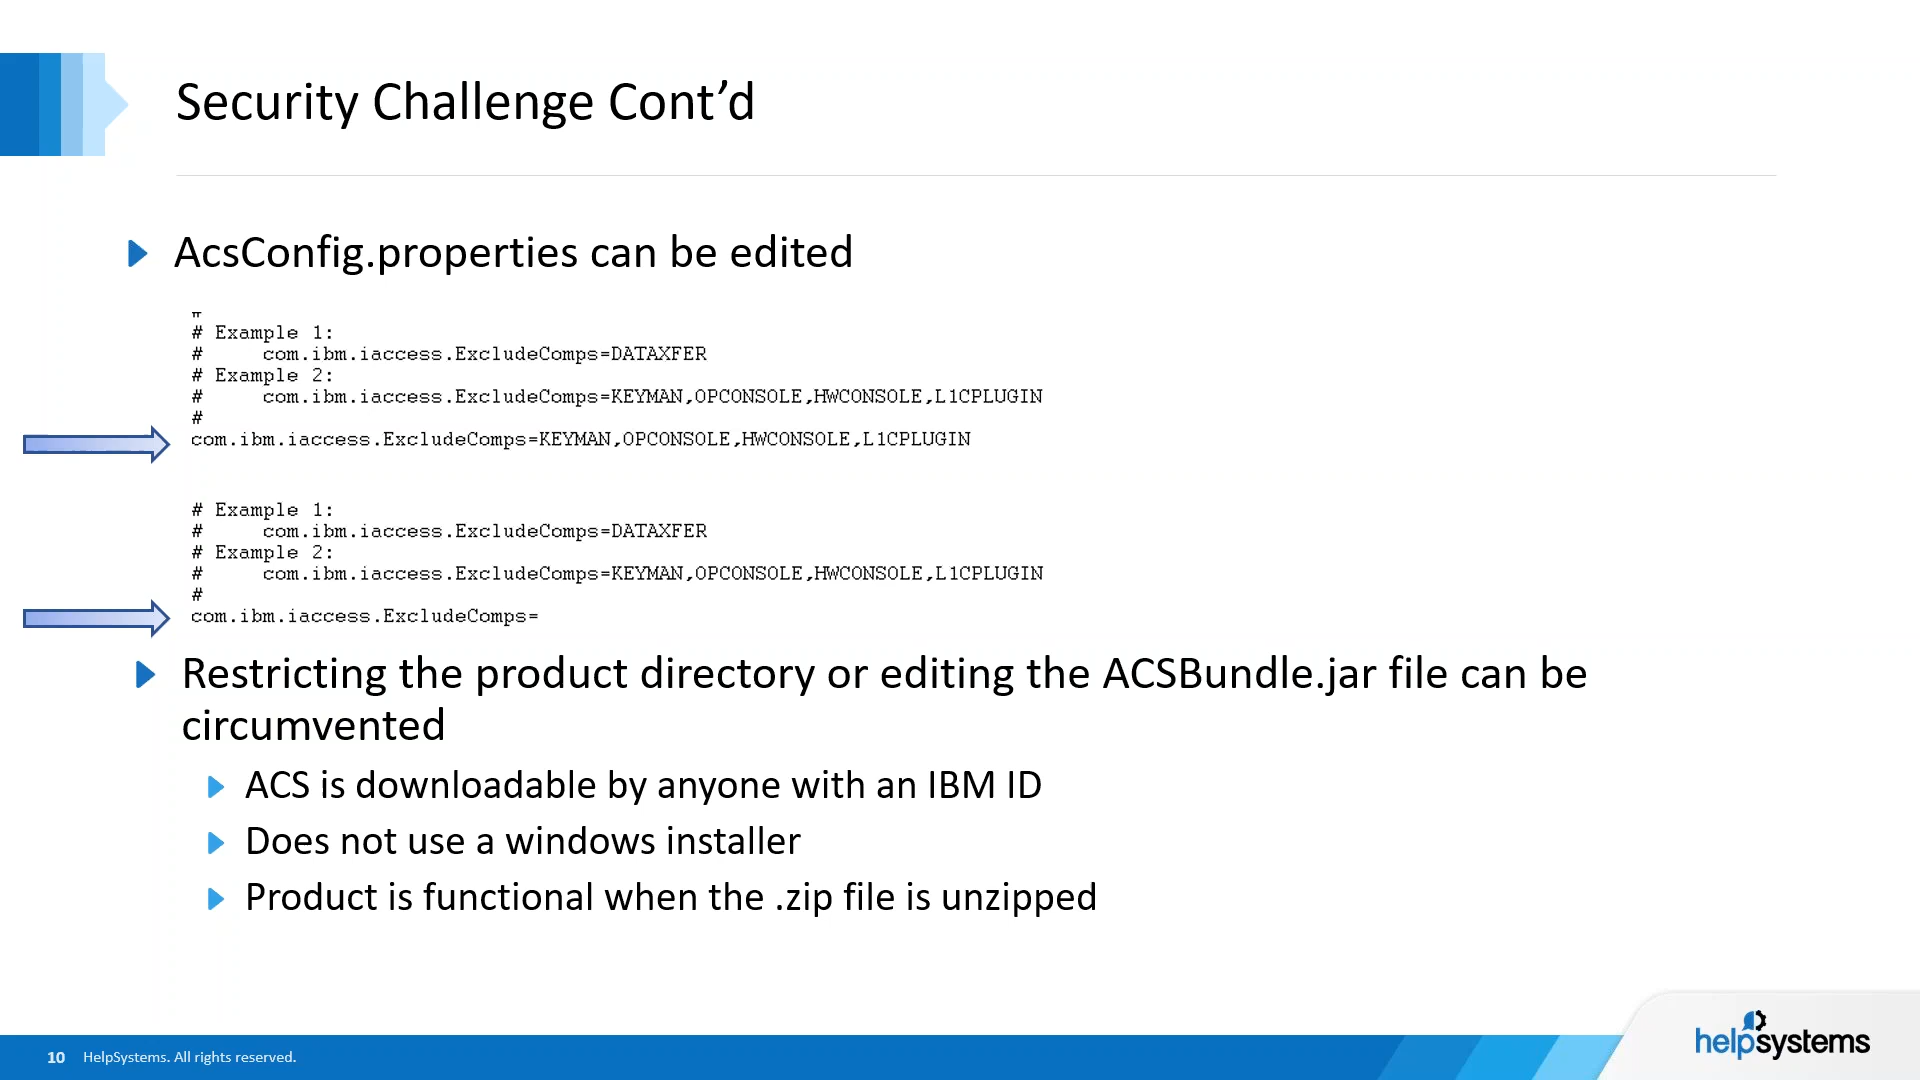 Security Challenge Cont’d
AcsConfig.properties can be edited
#
# Example 1:
#     com.ibm.iaccess.ExcludeComps=DATAXFER
# Example 2:
#     com.ibm.iaccess.ExcludeComps=KEYMAN,OPCONSOLE,HWCONSOLE,L1CPLUGIN
#
com.ibm.iaccess.ExcludeComps=KEYMAN,OPCONSOLE,HWCONSOLE,L1CPLUGIN
# Example 1:
#     com.ibm.iaccess.ExcludeComps=DATAXFER
# Example 2:
#     com.ibm.iaccess.ExcludeComps=KEYMAN,OPCONSOLE,HWCONSOLE,L1CPLUGIN
#
com.ibm.iaccess.ExcludeComps=
Restricting the product directory or editing the ACSBundle.jar file can be
circumvented
ACS is downloadable by anyone with an IBM ID
Does not use a windows installer
Product is functional when the .zip file is unzipped
10 HelpSystems. All rights reserved.
helpsystems